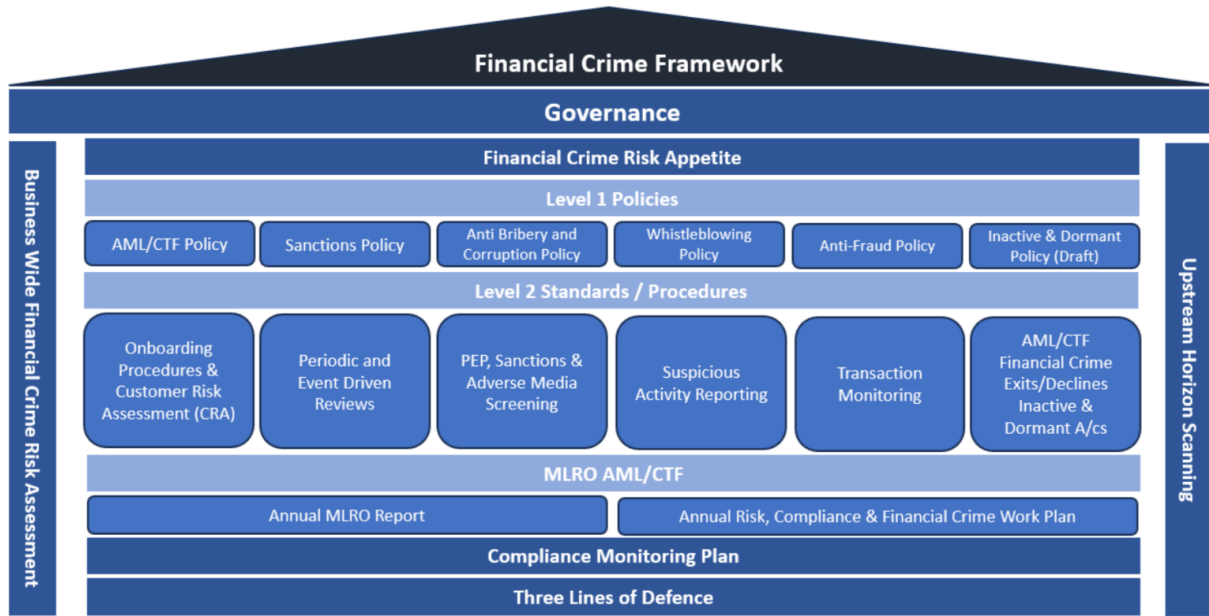 Financial Crime Framework
Governance
Business Wide Financial Crime Risk Assessment
Financial Crime Risk Appetite
Level 1 Policies
AML/CTF Policy
Sanctions Policy
Anti Bribery and
Corruption Policy
Whistleblowing
Policy
Anti-Fraud Policy
Inactive & Dormant
Policy (Draft)
Level 2 Standards / Procedures
Onboarding
Procedures &
Customer Risk
Assessment (CRA)
Periodic and
Event Driven
Reviews
PEP, Sanctions &
Adverse Media
Screening
Suspicious
Activity Reporting
Transaction
Monitoring
AML/CTF
Financial Crime
Exits/Declines
Inactive &
Dormant A/cs
MLRO AML/CTF
Annual MLRO Report
Annual Risk, Compliance & Financial Crime Work Plan
Compliance Monitoring Plan
Three Lines of Defence
Upstream Horizon Scanning